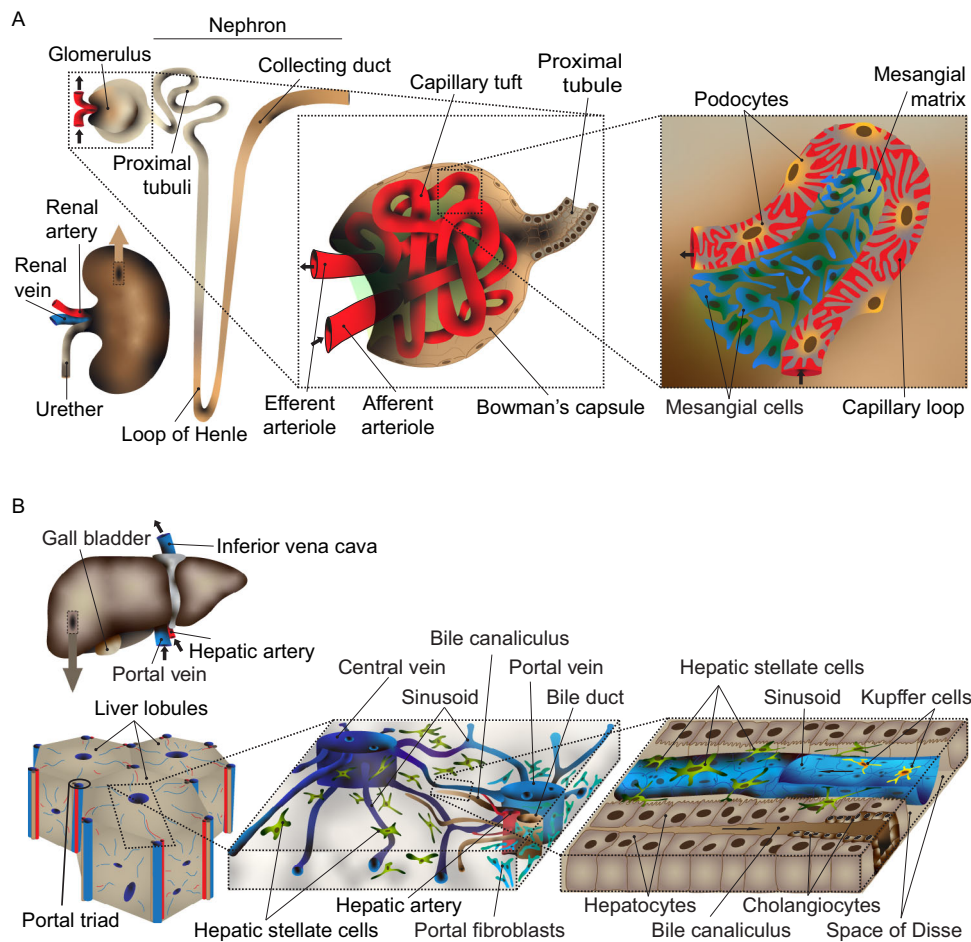 A
Nephron
Glomerulus
Collecting duct
Proximal
tubuli
Renal
artery
Renal
vein
Urether
Loop of Henle
Capillary tuft
Proximal
tubule
Efferent
arteriole
Afferent
arteriole
Bowman's capsule
Podocytes
Mesangial
matrix
Mesangial cells
Capillary loop
B
Gall bladder
Inferior vena cava
Hepatic artery
Portal vein
Liver lobules
Portal triad
Bile canaliculus
Central vein
Portal vein
Sinusoid
Bile duct
Hepatic artery
Hepatic stellate cells
Portal fibroblasts
Hepatic stellate cells
Sinusoid
Kupffer cells
Hepatocytes
Cholangiocytes
Bile canaliculus
Space of Disse